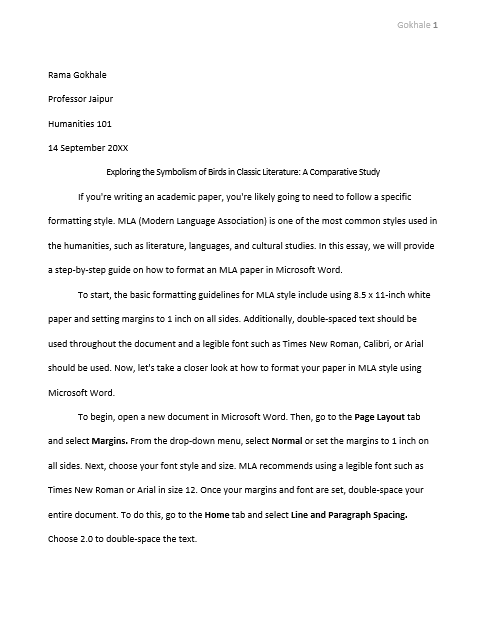 Gokhale 1
Rama Gokhale
Professor Jaipur
Humanities 101
14 September 20XX
Exploring the Symbolism of Birds in Classic Literature: A Comparative Study
If you're writing an academic paper, you're likely going to need to follow a specific
formatting style. MLA (Modern Language Association) is one of the most common styles used in
the humanities, such as literature, languages, and cultural studies. In this essay, we will provide
a step-by-step guide on how to format an MLA paper in Microsoft Word.
To start, the basic formatting guidelines for MLA style include using 8.5 x 11-inch white
paper and setting margins to 1 inch on all sides. Additionally, double-spaced text should be
used throughout the document and a legible font such as Times New Roman, Calibri, or Arial
should be used. Now, let's take a closer look at how to format your paper in MLA style using
Microsoft Word.
To begin, open a new document in Microsoft Word. Then, go to the Page Layout tab
and select Margins. From the drop-down menu, select Normal or set the margins to 1 inch on
all sides. Next, choose your font style and size. MLA recommends using a legible font such as
Times New Roman or Arial in size 12. Once your margins and font are set, double-space your
entire document. To do this, go to the Home tab and select Line and Paragraph Spacing.
Choose 2.0 to double-space the text.